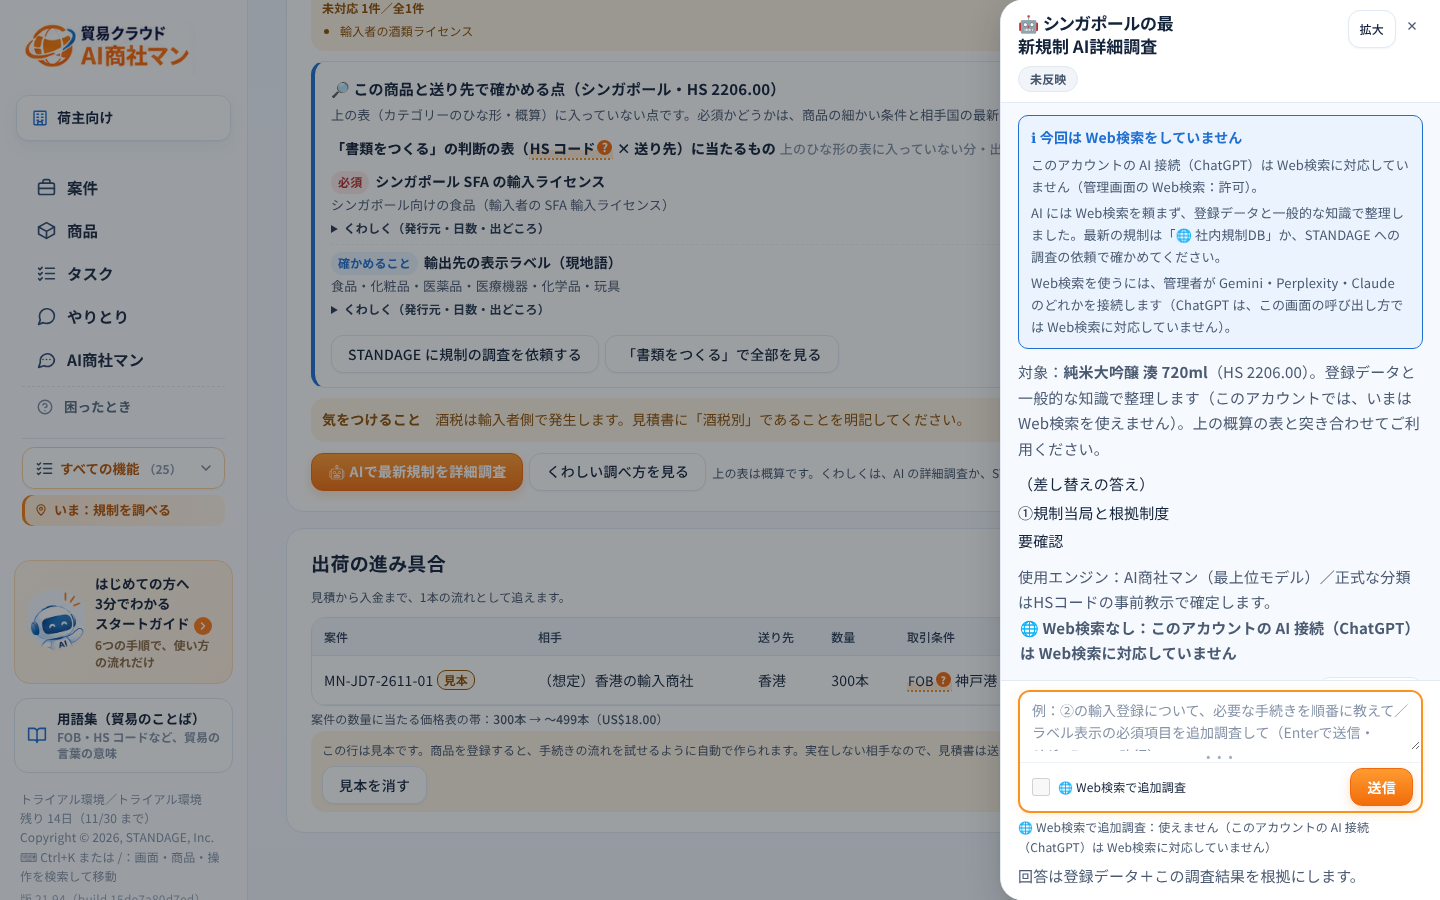 貿易クラウド
AI商社マン
荷主向け
案件
商品
タスク
やりとり
AI商社マン
困ったとき
すべての機能 （25）
いま：規制を調べる
はじめての方へ
3分でわかる
スタートガイド
6つの手順で、使い方
の流れだけ
用語集（貿易のことば）
FOB・HS コードなど、貿易の
言葉の意味
トライアル環境／トライアル環境
残り 14日（11/30 まで）
Copyright © 2026, STANDAGE, Inc.
⌨ Ctrl+K または /：画面・商品・操
作を検索して移動
未対応 1件／全1件
輸入者の酒類ライセンス
🔎 この商品と送り先で確かめる点（シンガポール・HS 2206.00）
上の表（カテゴリーのひな形・概算）に入っていない点です。必須かどうかは、商品の細かい条件と相手国の最新
「書類をつくる」の判断の表（HS コード? × 送り先）に当たるもの 上のひな形の表に入っていない分・出
必須 シンガポール SFA の輸入ライセンス
シンガポール向けの食品（輸入者の SFA 輸入ライセンス）
▶ くわしく（発行元・日数・出どころ）
確かめること 輸出先の表示ラベル（現地語）
食品・化粧品・医薬品・医療機器・化学品・玩具
▶ くわしく（発行元・日数・出どころ）
STANDAGE に規制の調査を依頼する
「書類をつくる」で全部を見る
気をつけること 酒税は輸入者側で発生します。見積書に「酒税別」であることを明記してください。
🤖 AIで最新規制を詳細調査
くわしい調べ方を見る
上の表は概算です。くわしくは、AI の詳細調査か、S
出荷の進み具合
見積から入金まで、1本の流れとして追えます。
案件 相手 送り先 数量 取引条件
MN-JD7-2611-01 見本 （想定）香港の輸入商社 香港 300本 FOB? 神戸港
案件の数量に当たる価格表の帯：300本 → 〜499本（US$18.00）
この行は見本です。商品を登録すると、手続きの流れを試せるように自動で作られます。実在しない相手なので、見積書は送
見本を消す
🤖 シンガポールの最
新規制 AI詳細調査
拡大
×
未反映
ℹ 今回は Web検索をしていません
このアカウントの AI 接続（ChatGPT）は Web検索に対応してい
ません（管理画面の Web検索：許可）。
AI には Web検索を頼まず、登録データと一般的な知識で整理し
ました。最新の規制は「🌐 社内規制DB」か、STANDAGE への
調査の依頼で確かめてください。
Web検索を使うには、管理者が Gemini・Perplexity・Claude
のどれかを接続します（ChatGPT は、この画面の呼び出し方で
は Web検索に対応していません）。
対象：純米大吟醸 湊 720ml（HS 2206.00）。登録データと
一般的な知識で整理します（このアカウントでは、いまは
Web検索を使えません）。上の概算の表と突き合わせてご利
用ください。
（差し替えの答え）
①規制当局と根拠制度
要確認
使用エンジン：AI商社マン（最上位モデル）／正式な分類
はHSコードの事前教示で確定します。
🌐 Web検索なし：このアカウントの AI 接続（ChatGPT）
は Web検索に対応していません
例：②の輸入登録について、必要な手続きを順番に教えて／
ラベル表示の必須項目を追加調査して（Enterで送信・
🌐 Web検索で追加調査
送信
🌐 Web検索で追加調査：使えません（このアカウントの AI 接続
（ChatGPT）は Web検索に対応していません）
回答は登録データ＋この調査結果を根拠にします。